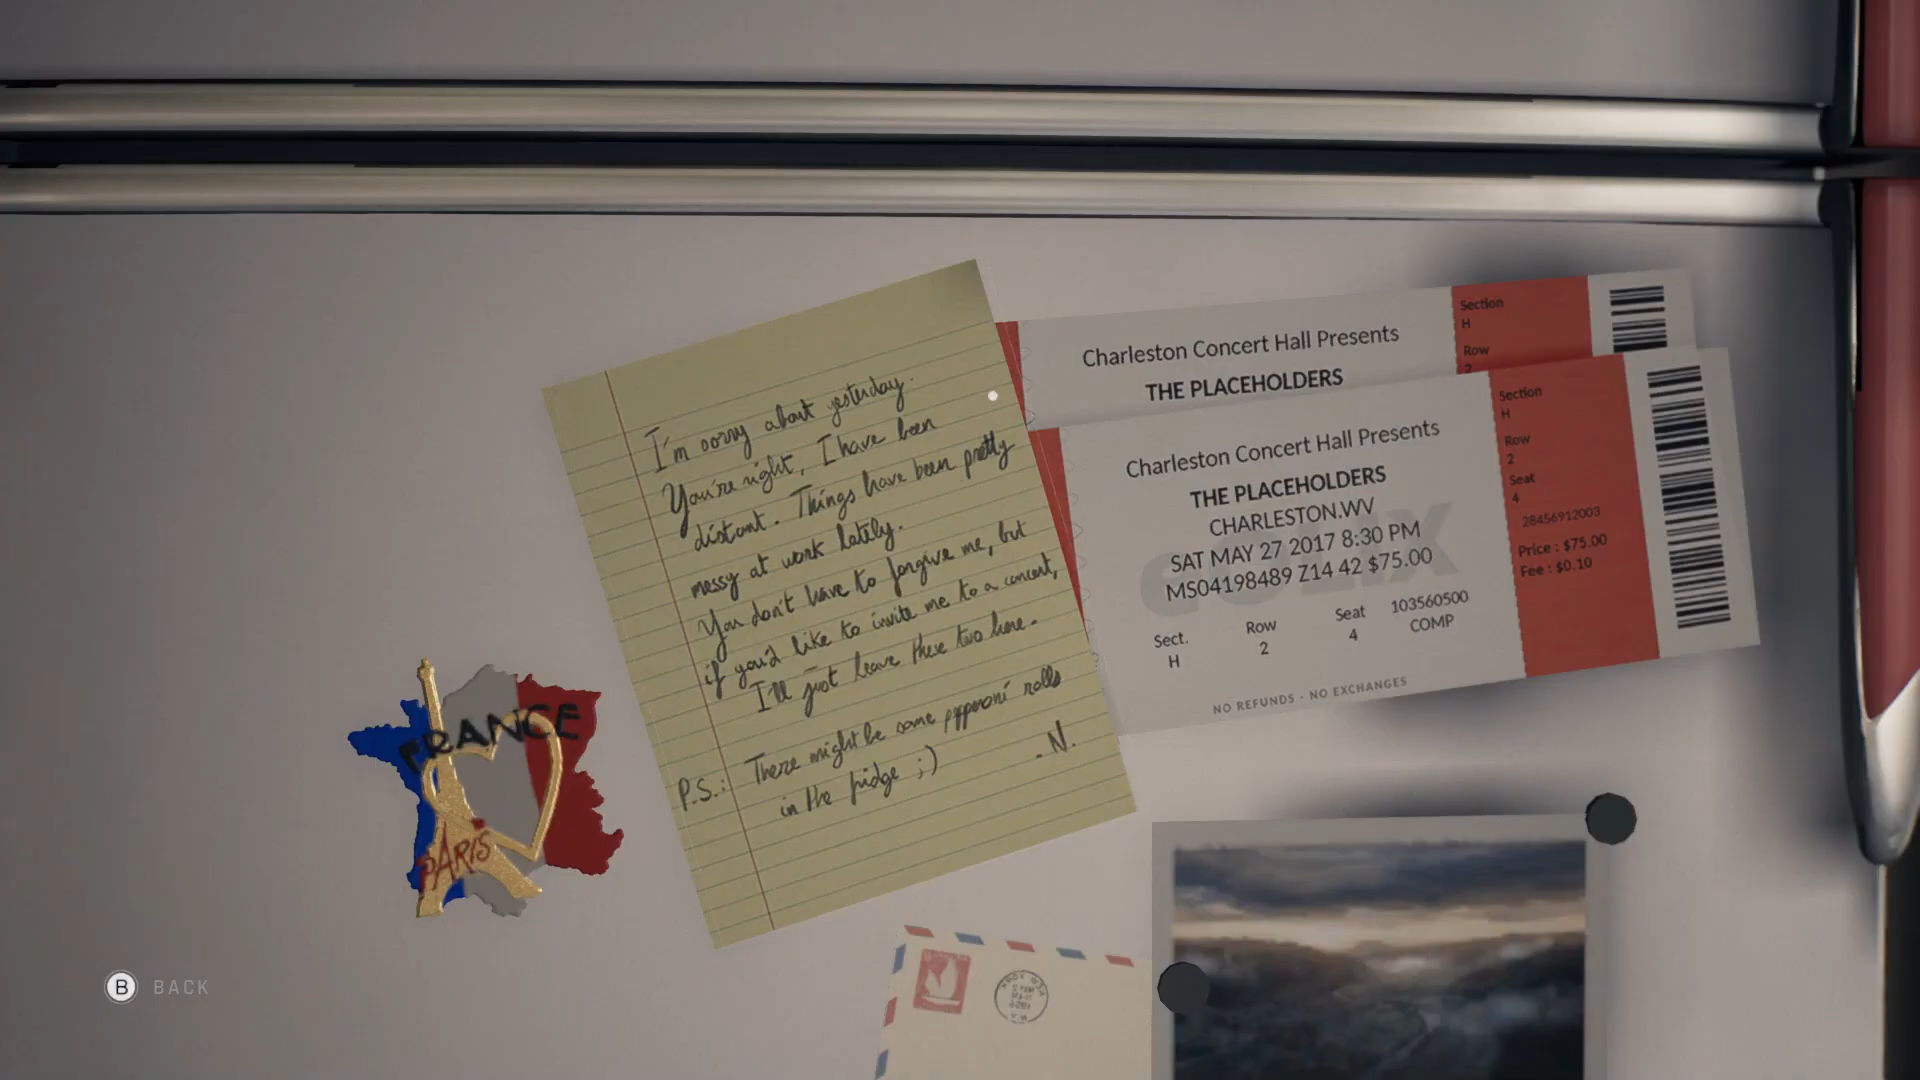 I'm sorry about yesterday.
You're right, I have been
distant. Things have been pretty
messy at work lately.
You don't have to forgive me, but
if you'd like to invite me to a concert,
I'll just leave these two here.
P.S.: There might be some pepperoni rolls
in the fridge ;)
-N.
Charleston Concert Hall Presents
THE PLACEHOLDERS
Section
H
Row
2
Charleston Concert Hall Presents
THE PLACEHOLDERS
CHARLESTON.WV
SAT MAY 27 2017 8:30 PM
MS04198489 Z14 42 $75.00
Sect.
H
Row
2
Seat
4
103560500
COMP
NO REFUNDS - NO EXCHANGES
Section
H
Row
2
Seat
4
28456912003
Price : $75.00
Fee : $0.10
FRANCE
PARIS
B BACK